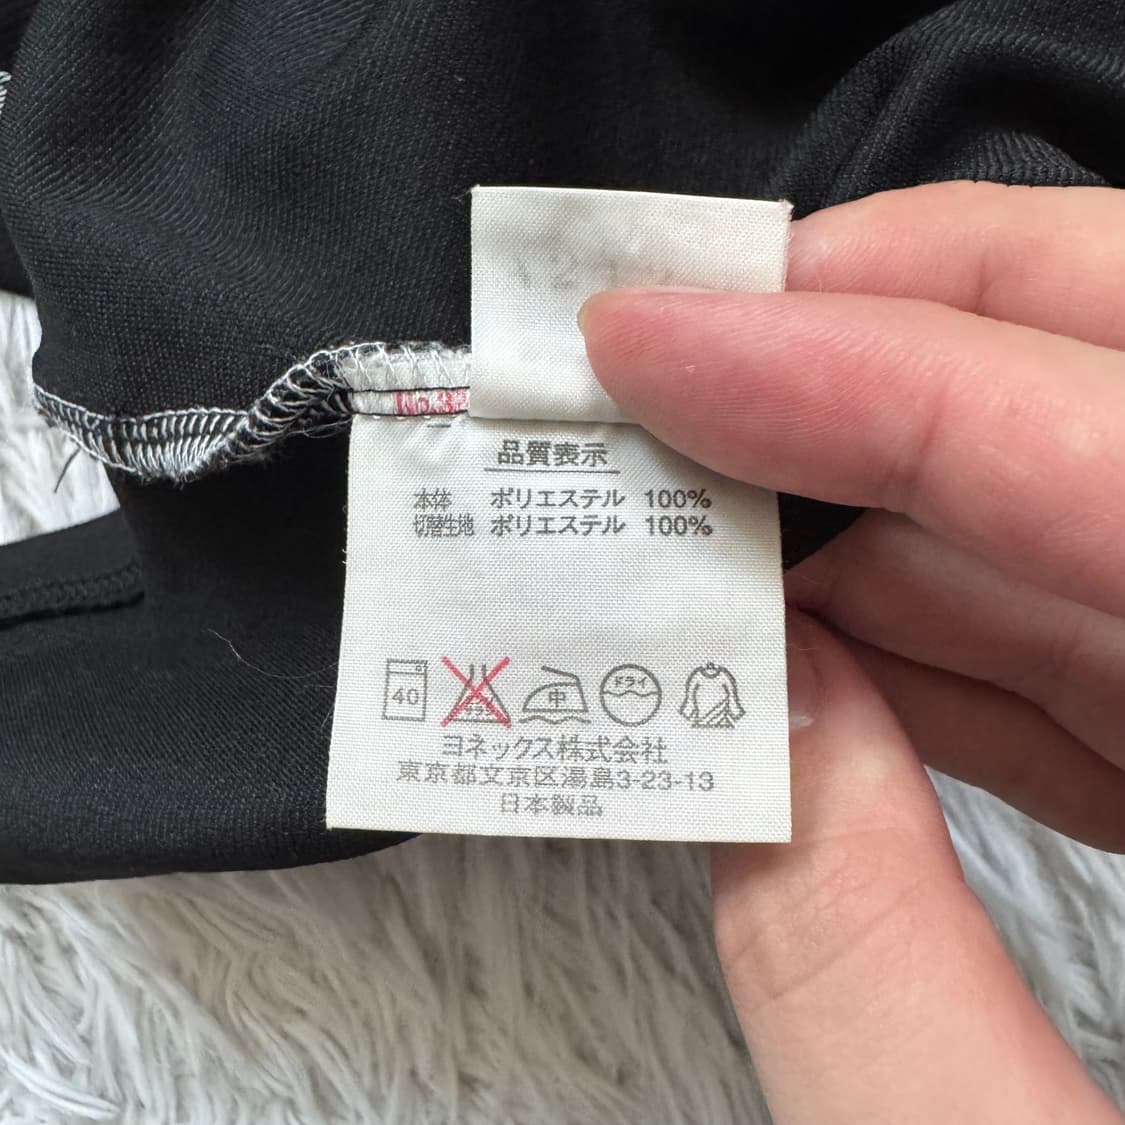 品質表示
本体 ポリエステル 100%
切替生地 ポリエステル 100%
40 中 ドライ
ヨネックス株式会社
東京都文京区湯島3-23-13
日本製品